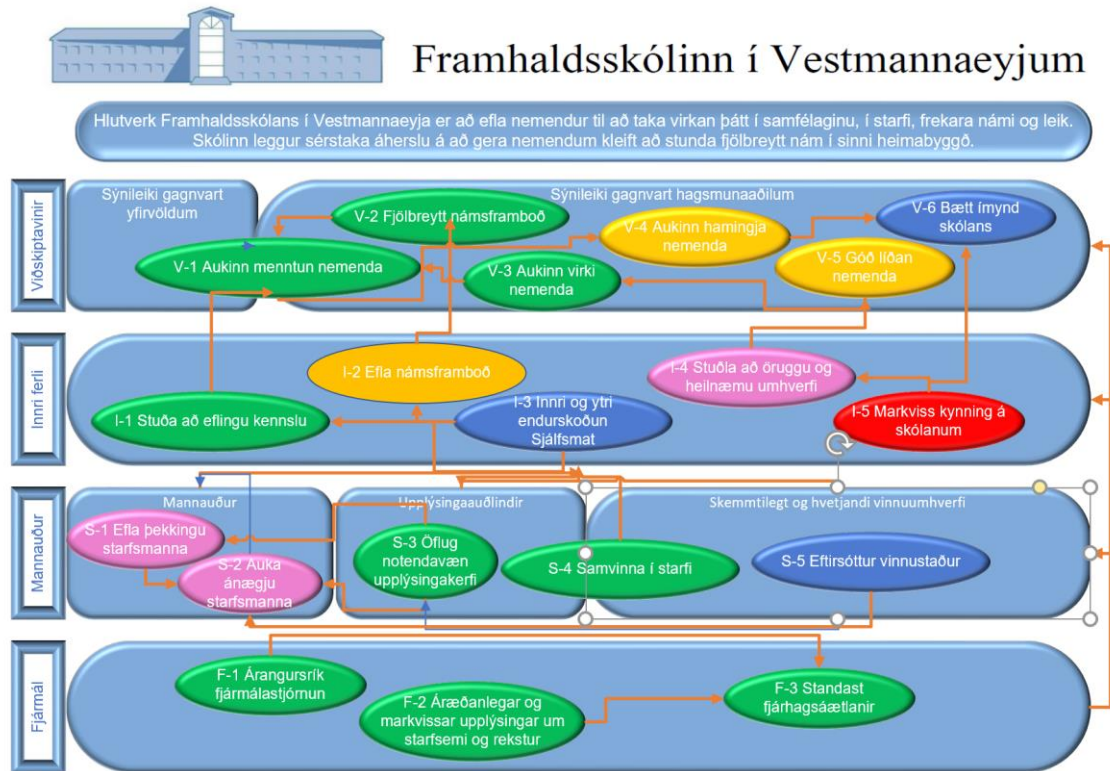 Framhaldsskólinn í Vestmannaeyjum
Hlutverk Framhaldsskólans í Vestmannaeyja er að efla nemendur til að taka virkan þátt í samfélaginu, í starfi, frekara námi og leik.
Skólinn leggur sérstaka áherslu á að gera nemendum kleift að stunda fjölbreytt nám í sinni heimabyggð.
Viðskiptavinir
Sýnileiki gagnvart
yfirvöldum
Sýnileiki gagnvart hagsmunaaðilum
V-2 Fjölbreytt námsframboð
V-4 Aukinn hamingja
nemenda
V-6 Bætt ímynd
skólans
V-1 Aukinn menntun nemenda
V-3 Aukinn virki
nemenda
V-5 Góð líðan
nemenda
Innri ferli
I-2 Efla námsframboð
I-4 Stuðla að öruggu og
heilnæmu umhverfi
I-1 Stuða að eflingu kennslu
I-3 Innri og ytri
endurskoðun
Sjálfsmat
I-5 Markviss kynning á
skólanum
Mannauður
Mannauður
Upplýsingaauðlindir
Skemmtilegt og hvetjandi vinnuumhverfi
S-1 Efla þekkingu
starfsmanna
S-2 Auka
ánægju
starfsmanna
S-3 Öflug
notendavæn
upplýsingakerfi
S-4 Samvinna í starfi
S-5 Eftirsóttur vinnustaður
Fjármál
F-1 Árangursrík
fjármálastjórnun
F-2 Áræðanlegar og
markvissar upplýsingar um
starfsemi og rekstur
F-3 Standast
fjárhagsáætlanir